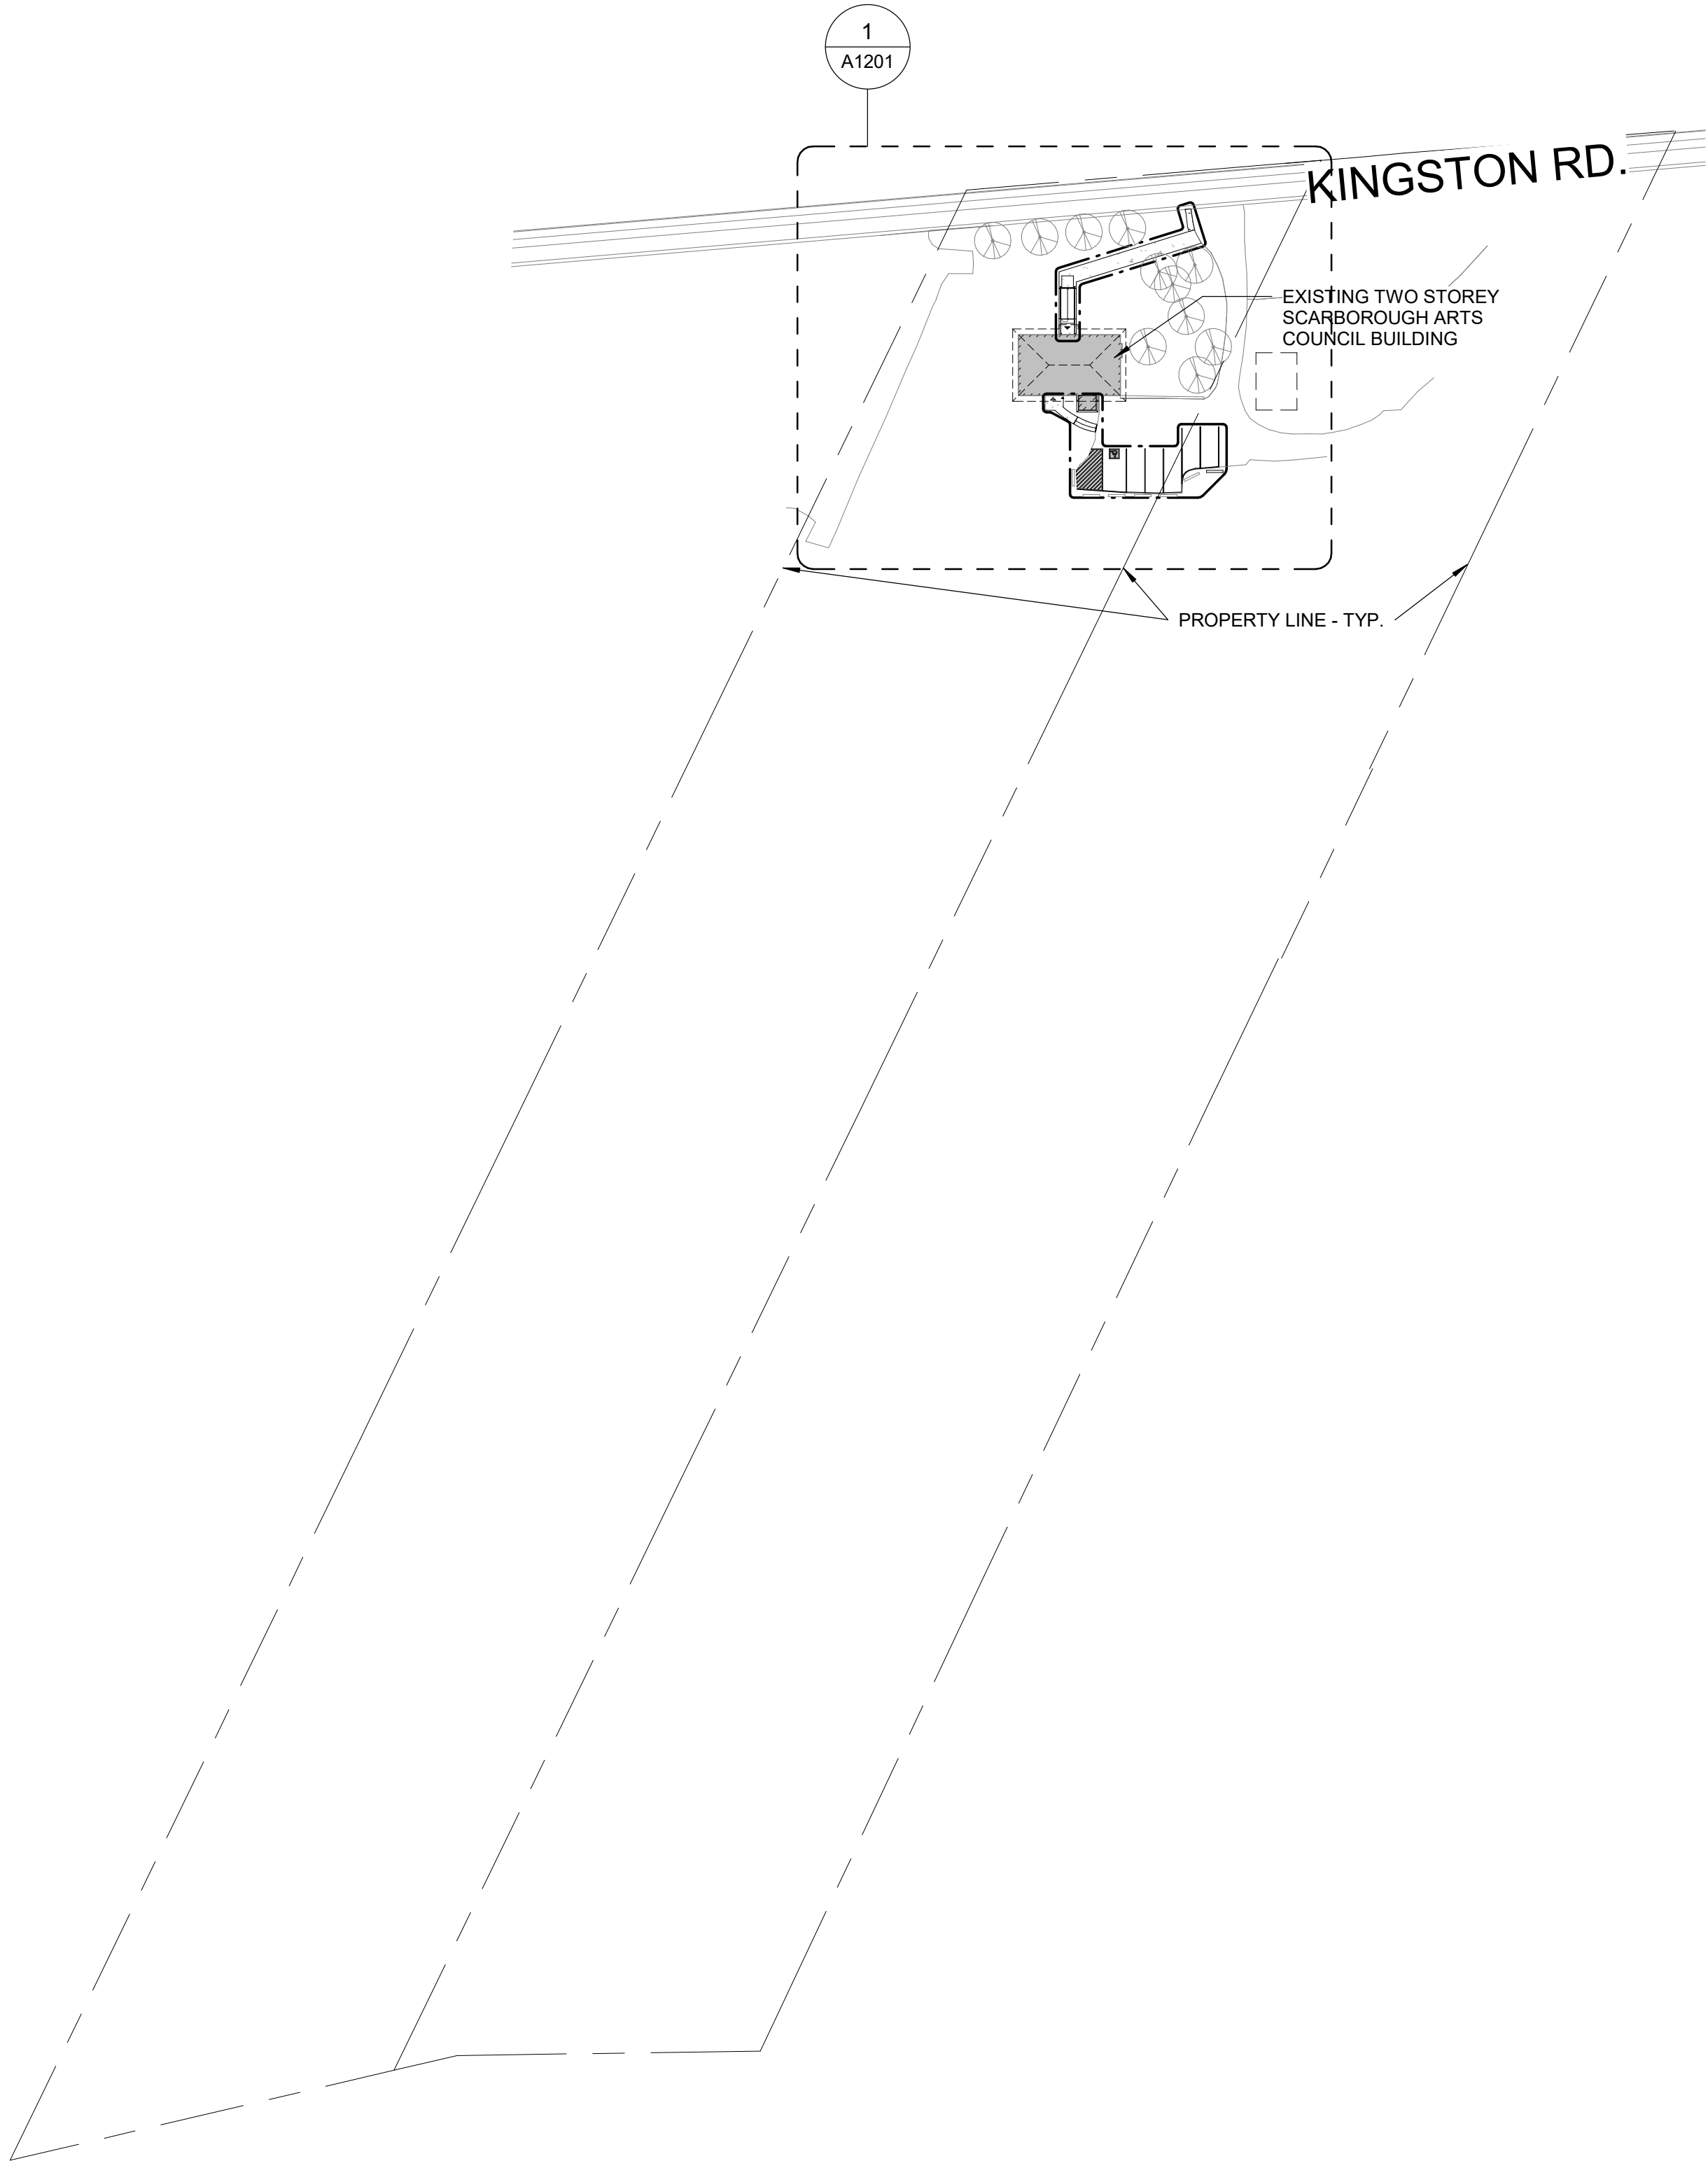 1
A1201
KINGSTON RD.
EXISTING TWO STOREY
SCARBOROUGH ARTS
COUNCIL BUILDING
PROPERTY LINE - TYP.